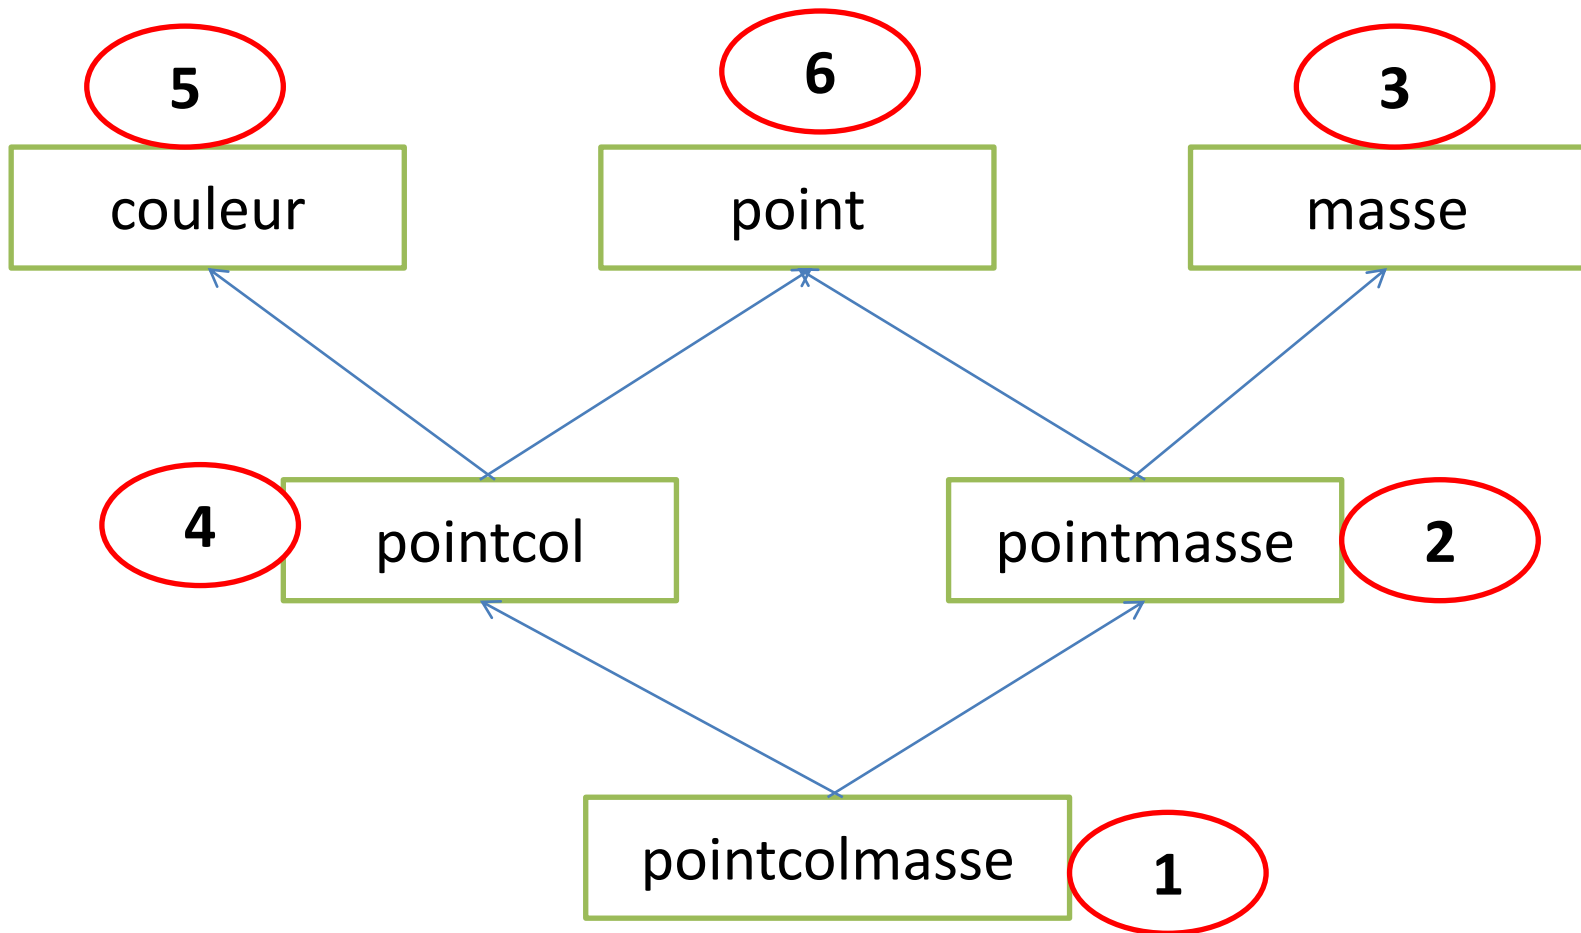 5
6
3
couleur
point
masse
4
pointcol
pointmasse
2
pointcolmasse
1